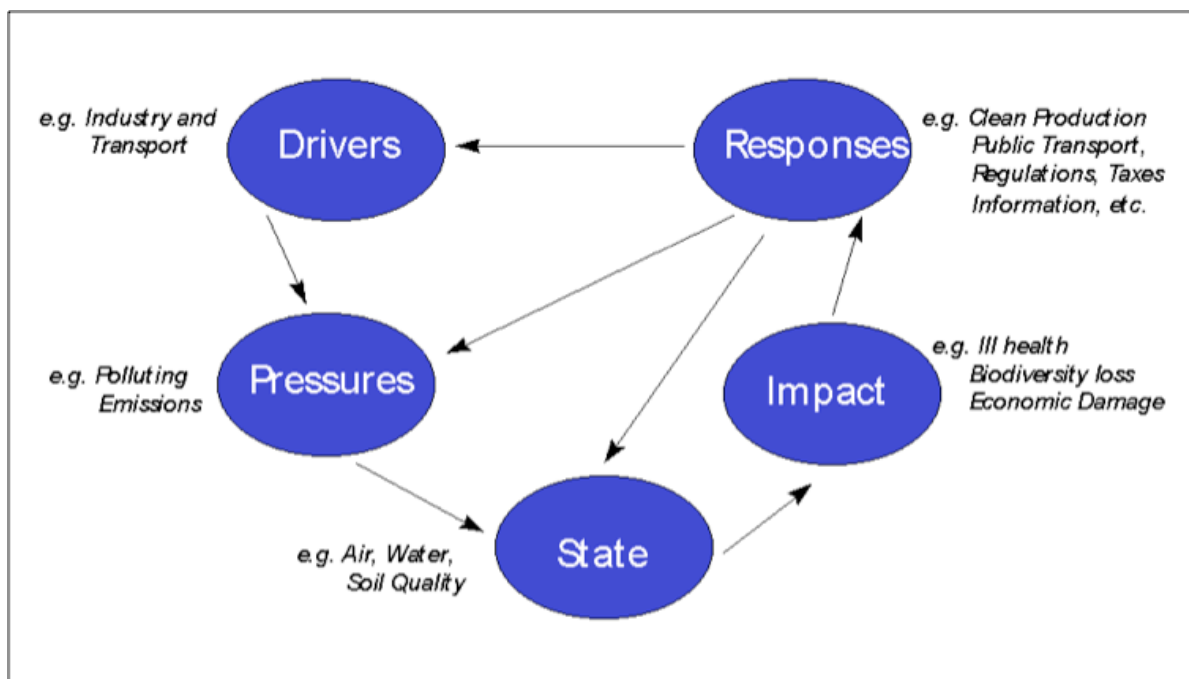 e.g. Industry and
Transport
Drivers
Responses
e.g. Clean Production
Public Transport,
Regulations, Taxes
Information, etc.
e.g. Polluting
Emissions
Pressures
Impact
e.g. Ill health
Biodiversity loss
Economic Damage
e.g. Air, Water,
Soil Quality
State